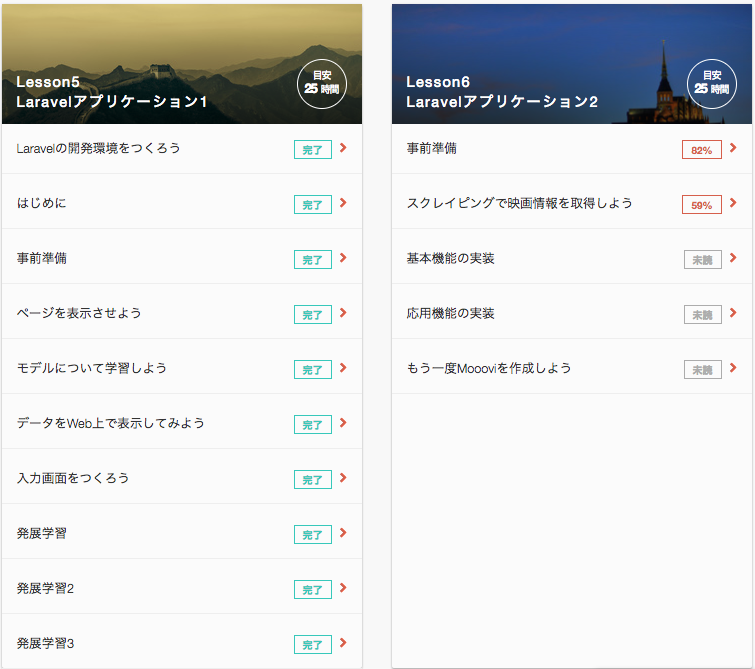 Lesson5
Laravelアプリケーション1
目安
25 時間
Laravelの開発環境をつくろう
完了
はじめに
完了
事前準備
完了
ページを表示させよう
完了
モデルについて学習しよう
完了
データをWeb上で表示してみよう
完了
入力画面をつくろう
完了
発展学習
完了
発展学習2
完了
発展学習3
完了
Lesson6
Laravelアプリケーション2
目安
25 時間
事前準備
82%
スクレイピングで映画情報を取得しよう
59%
基本機能の実装
未読
応用機能の実装
未読
もう一度Moooviを作成しよう
未読